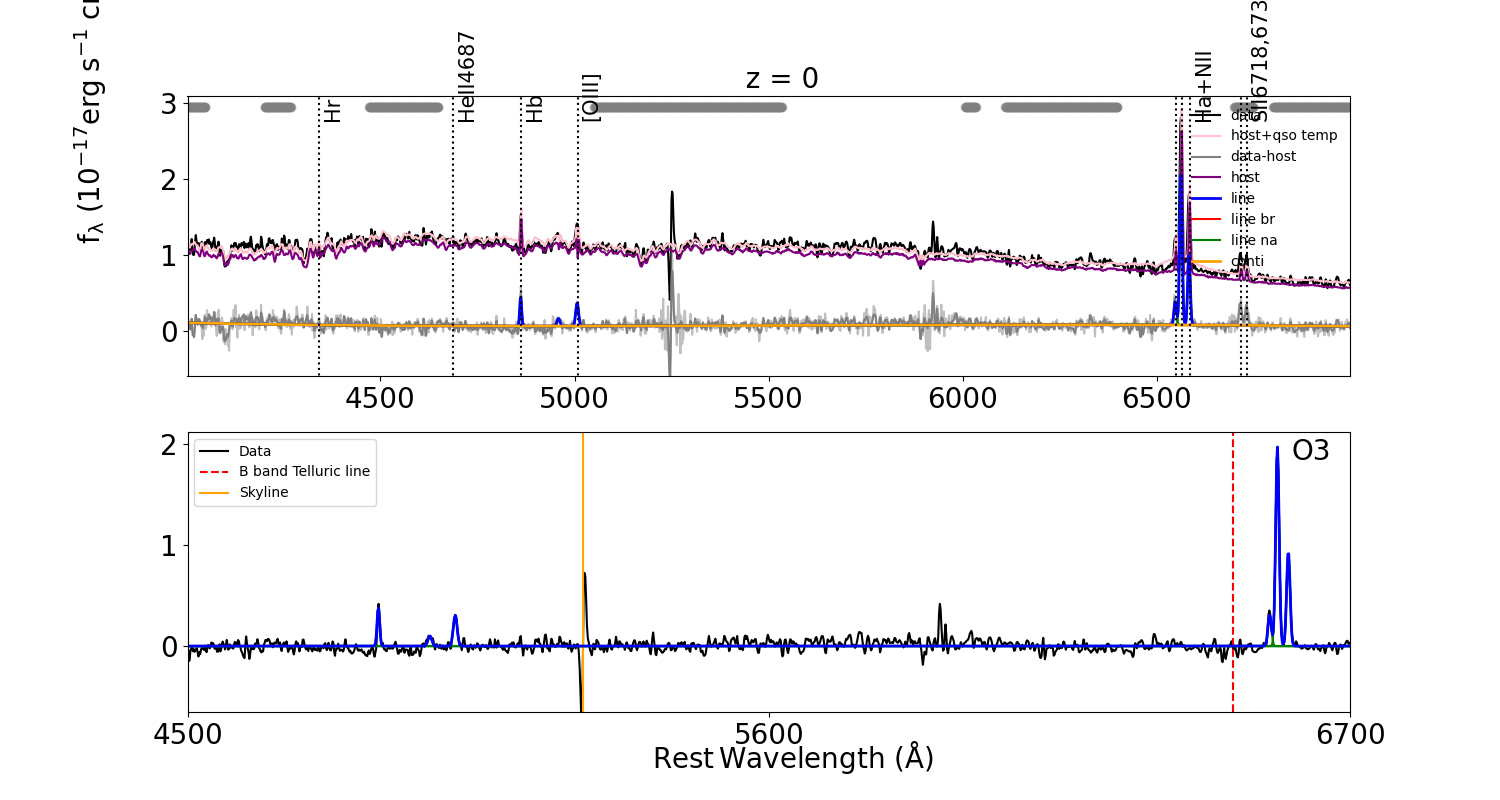 z = 0
3
2
1
0
Hr
HeII4687
Hb
[OIII]
Ha+NII
data
host+qso temp
data-host
host
line
line br
line na
conti
4500
5000
5500
6000
6500
2
1
0
Data
B band Telluric line
Skyline
O3
4500
5600
6700
Rest Wavelength (Å)